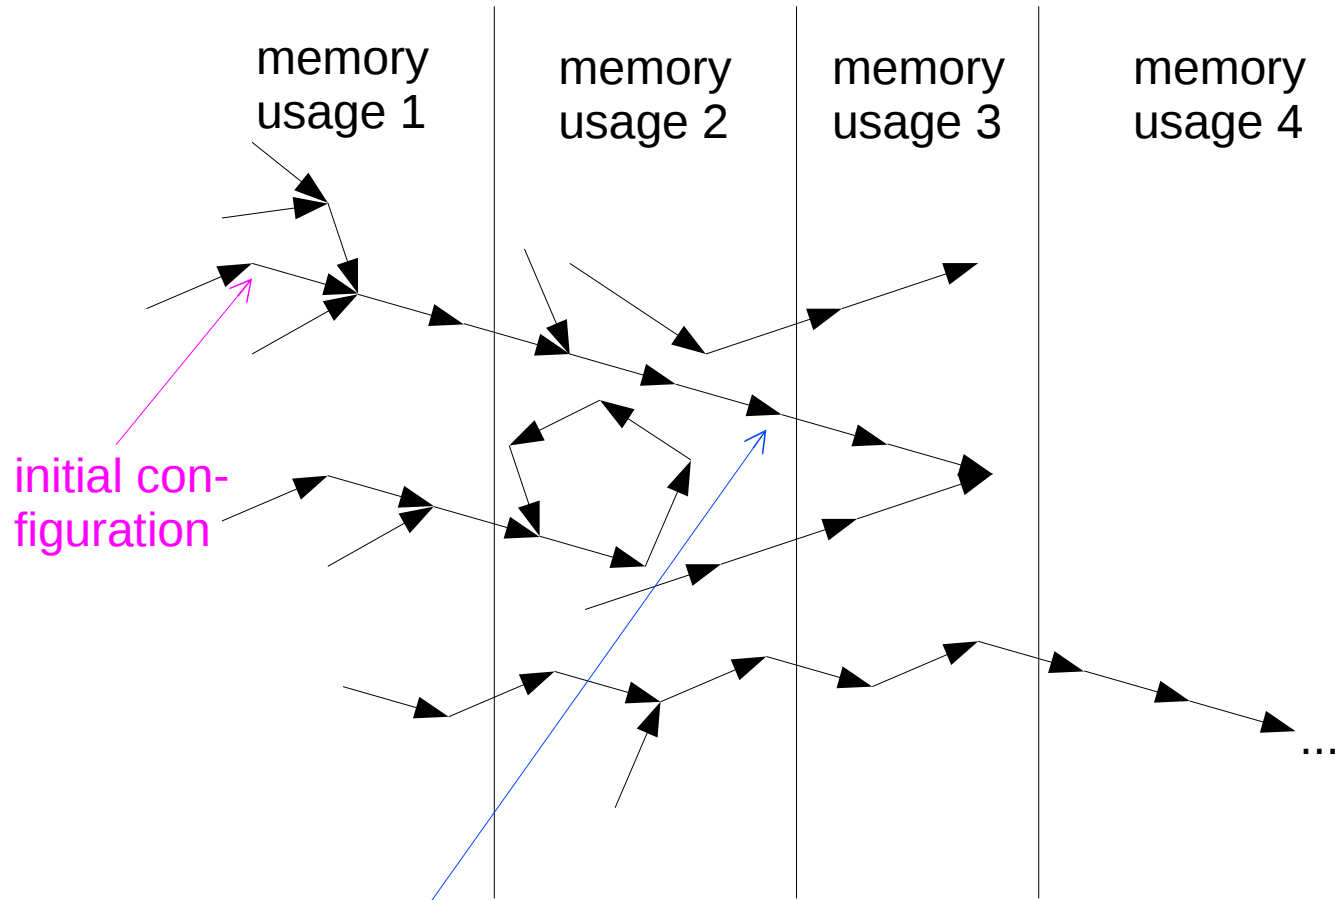 memory
usage 1
memory
usage 2
memory
usage 3
memory
usage 4
initial con-
figuration
...